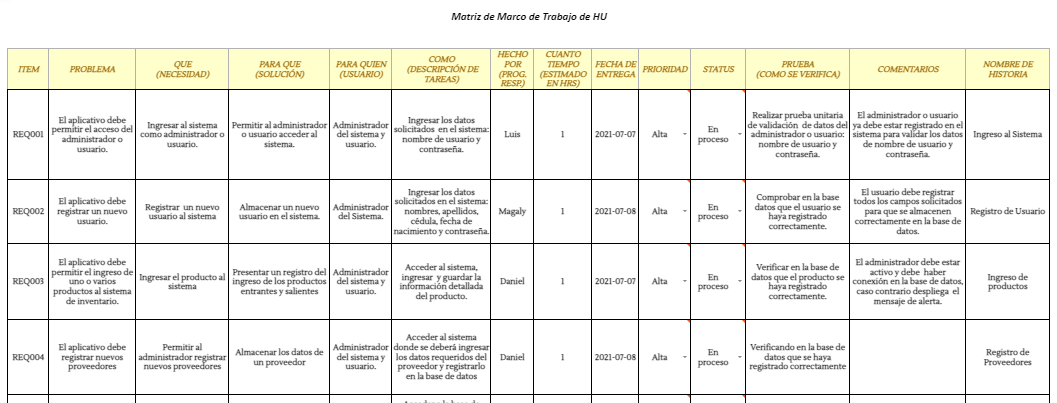 Matriz de Marco de Trabajo de HU
ITEM
PROBLEMA
QUE
(NECESIDAD)
PARA QUE
(SOLUCIÓN)
PARA QUIEN
(USUARIO)
COMO
(DESCRIPCIÓN DE
TAREAS)
HECHO
POR
(PROG.
RESP.)
CUANTO
TIEMPO
(ESTIMADO
EN HRS)
FECHA DE
ENTREGA
PRIORIDAD
STATUS
PRUEBA
(COMO SE VERIFICA)
COMENTARIOS
NOMBRE DE
HISTORIA
REQ001
El aplicativo debe
permitir el acceso del
administrador o
usuario.
Ingresar al sistema
como administrador o
usuario.
Permitir al administrador
o usuario acceder al
sistema.
Administrador
del sistema y
usuario.
Ingresar los datos
solicitados en el sistema:
nombre de usuario y
contraseña.
Luis
1
2021-07-07
Alta -
En
proceso -
Realizar prueba unitaria
de validación de datos del
administrador o usuario:
nombre de usuario y
contraseña.
El administrador o usuario
ya debe estar registrado en el
sistema para validar los datos
de nombre de usuario y
contraseña.
Ingreso al Sistema
REQ002
El aplicativo debe
registrar un nuevo
usuario.
Registrar un nuevo
usuario al sistema
Almacenar un nuevo
usuario en el sistema.
Administrador
del Sistema.
Ingresar los datos
solicitados en el sistema:
nombres, apellidos,
cédula, fecha de
nacimiento y contraseña.
Magaly
1
2021-07-08
Alta -
En
proceso -
Comprobar en la base
datos que el usuario se
haya registrado
correctamente.
El usuario debe registrar
todos los campos solicitados
para que se almacenen
correctamente en la base de
datos.
Registro de Usuario
REQ003
El aplicativo debe
permitir el ingreso de
uno o varios
productos al sistema
de inventario.
Ingresar el producto al
sistema
Presentar un registro del
ingreso de los productos
entrantes y salientes
Administrador
del sistema y
usuario.
Acceder al sistema,
ingresar y guardar la
información detallada
del producto.
Daniel
1
2021-07-07
Alta -
En
proceso -
Verificar en la base de
datos que el producto se
haya registrado
correctamente.
El administrador debe estar
activo y debe haber
conexión en la base de datos,
caso contrario despliega el
mensaje de alerta.
Ingreso de
productos
REQ004
El aplicativo debe
registrar nuevos
proveedores
Permitir al
administrador registrar
nuevos proveedores
Almacenar los datos de
un proveedor
Administrador
del sistema y
usuario.
Acceder al sistema
donde se deberá ingresar
los datos requeridos del
proveedor y registrarlo
en la base de datos
Daniel
1
2021-07-08
Alta -
En
proceso -
Verificando en la base de
datos que se haya
registrado correctamente
Registro de
Proveedores